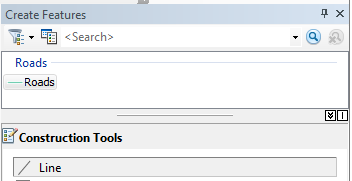 Create Features
<Search>
Roads
Roads
Construction Tools
Line